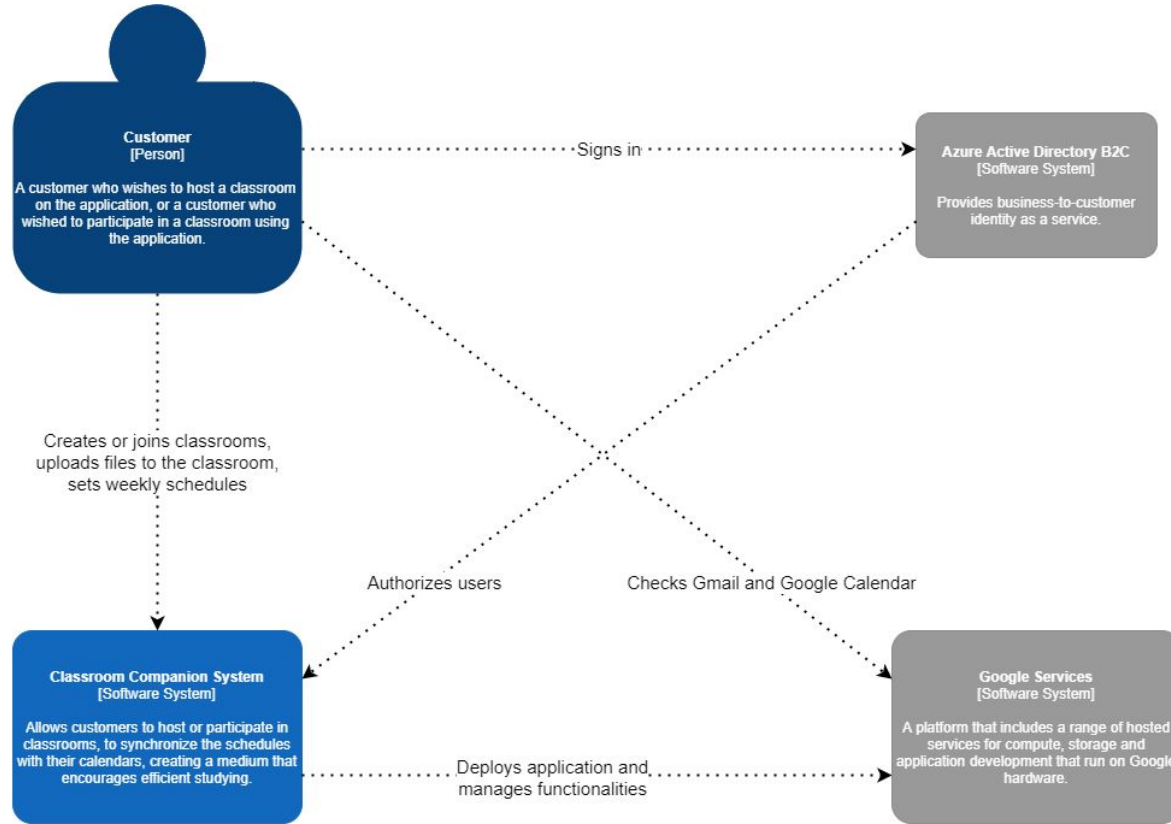 Customer
[Person]
A customer who wishes to host a classroom
on the application, or a customer who
wished to participate in a classroom using
the application.
Signs in
Azure Active Directory B2C
[Software System]
Provides business-to-customer
identity as a service.
Creates or joins classrooms,
uploads files to the classroom,
sets weekly schedules
Authorizes users
Checks Gmail and Google Calendar
Classroom Companion System
[Software System]
Allows customers to host or participate in
classrooms, to synchronize the schedules
with their calendars, creating a medium that
encourages efficient studying.
Deploys application and
manages functionalities
Google Services
[Software System]
A platform that includes a range of hosted
services for compute, storage and
application development that run on Google
hardware.